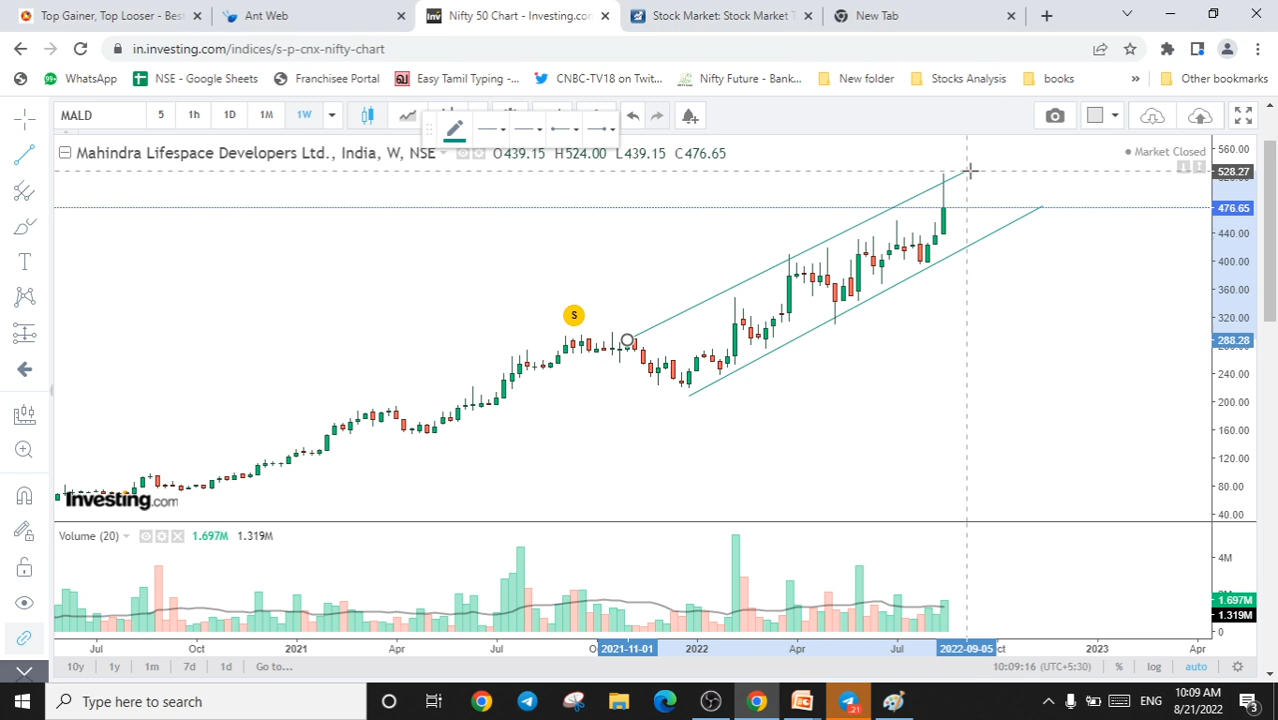 Top Gainer, Top Looser - Bes
Ant Web
Nifty 50 Chart - Investing.con
Stock Market: Stock Market T
New Tab
in.investing.com/indices/s-p-cnx-nifty-chart
WhatsApp
NSE - Google Sheets
Franchisee Portal
Easy Tamil Typing -...
CNBC-TV18 on Twit...
Nifty Future - Bank...
New folder
Stocks Analysis
books
»
Other bookmarks
MALD
5
1h
1D
1M
1W
Mahindra Lifespace Developers Ltd., India, W, NSE
O439.15 H524.00 L439.15 C476.65
Market Closed
560.00
528.27
476.65
440.00
400.00
360.00
S
320.00
288.28
240.00
200.00
160.00
120.00
80.00
40.00
Investing.com
Volume (20)
1.697M
1.319M
4M
1.697M
1.319M
0
Jul
Oct
2021
Apr
Jul
2021-11-01
2022
Apr
Jul
2022-09-05
ct
2023
Apr
10y
1y
1m
7d
1d
Go to...
10:09:16 (UTC+5:30)
%
log
auto
Type here to search
21
ENG
10:09 AM
8/21/2022
3